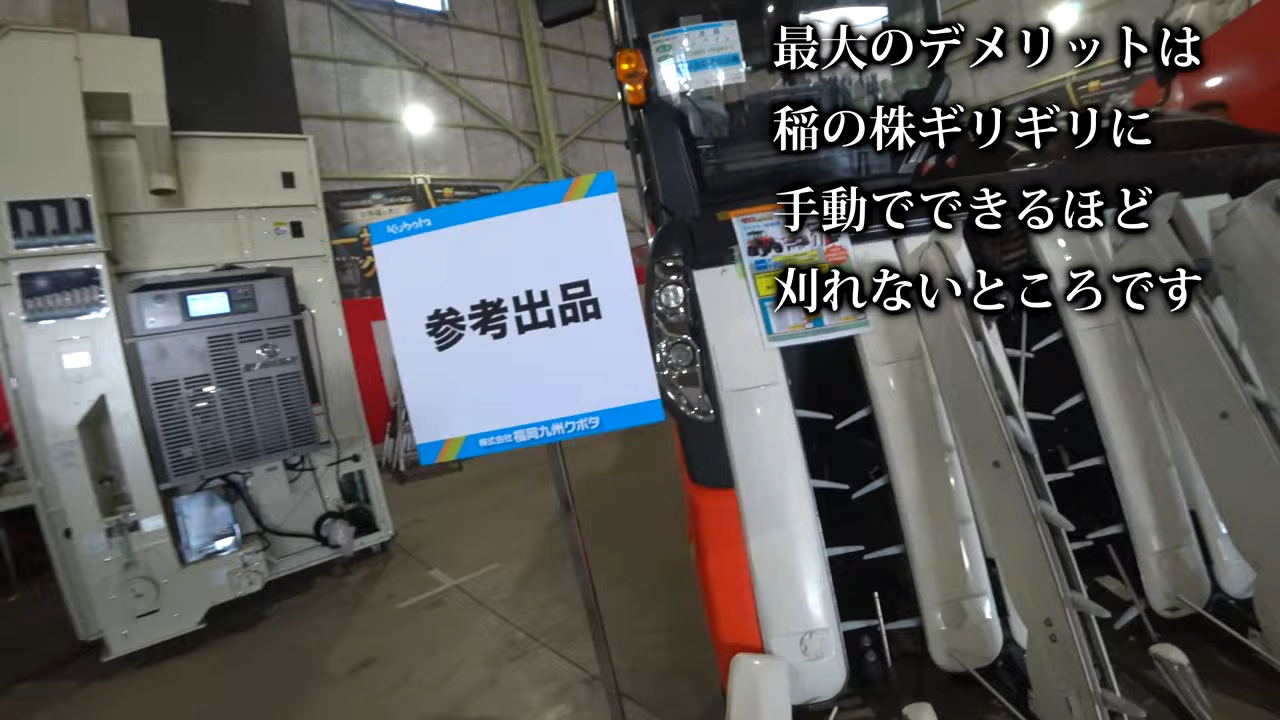 最大のデメリットは
稲の株ギリギリに
手動でできるほど
刈れないところです
Kubota
参考出品
株式会社 福岡九州クボタ